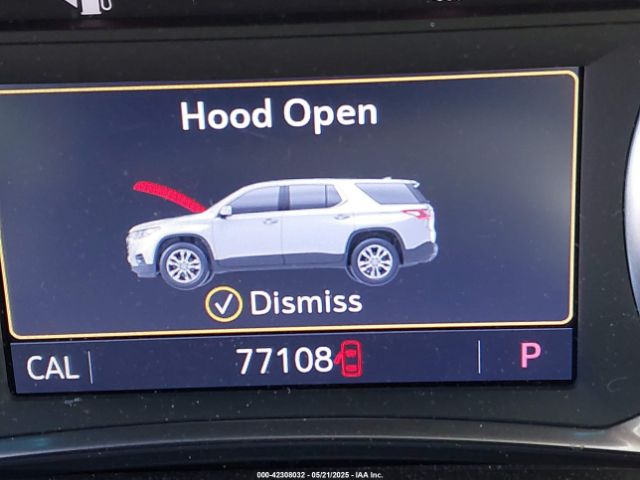 Hood Open
Dismiss
CAL 77108 P
000-42308032 - 05/21/2025 - IAA Inc.